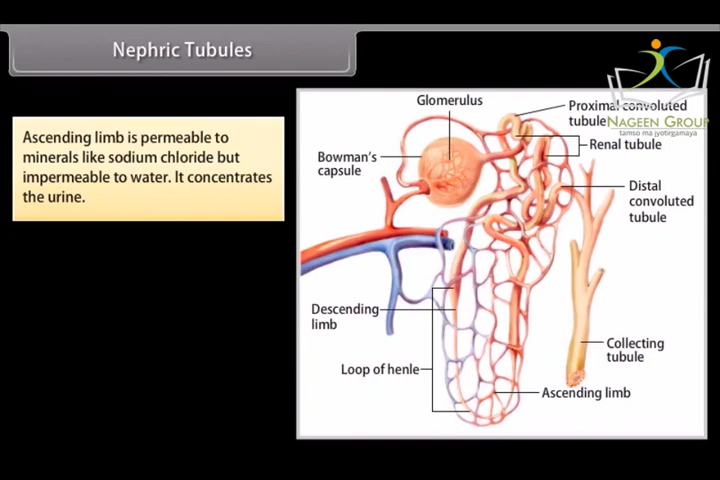 Nephric Tubules
Ascending limb is permeable to
minerals like sodium chloride but
impermeable to water. It concentrates
the urine.
Glomerulus
Proximal convoluted
tubule
NAGEEN GROUP
tamso ma jyotirgamaya
Renal tubule
Bowman's
capsule
Distal
convoluted
tubule
Descending
limb
Collecting
tubule
Loop of henle
Ascending limb